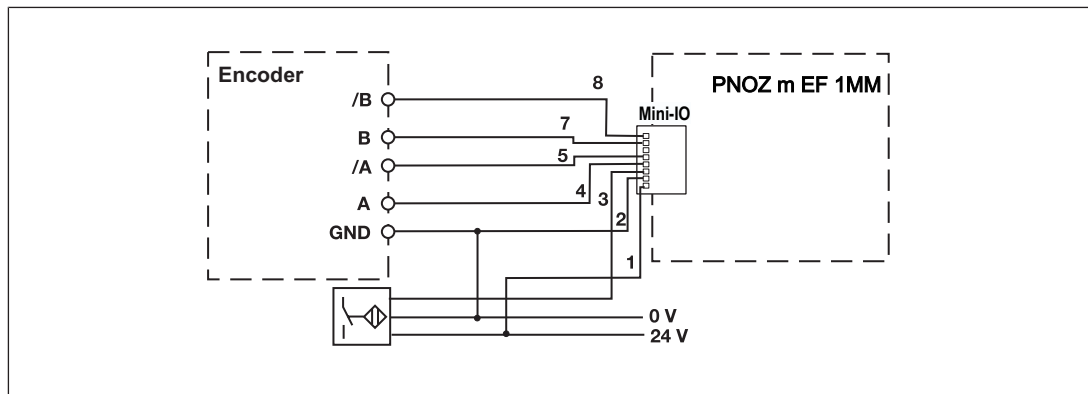 Encoder
PNOZ m EF 1MM
Mini-IO
/B
8
B
7
/A
5
A
4
3
GND
2
1
0 V
24 V